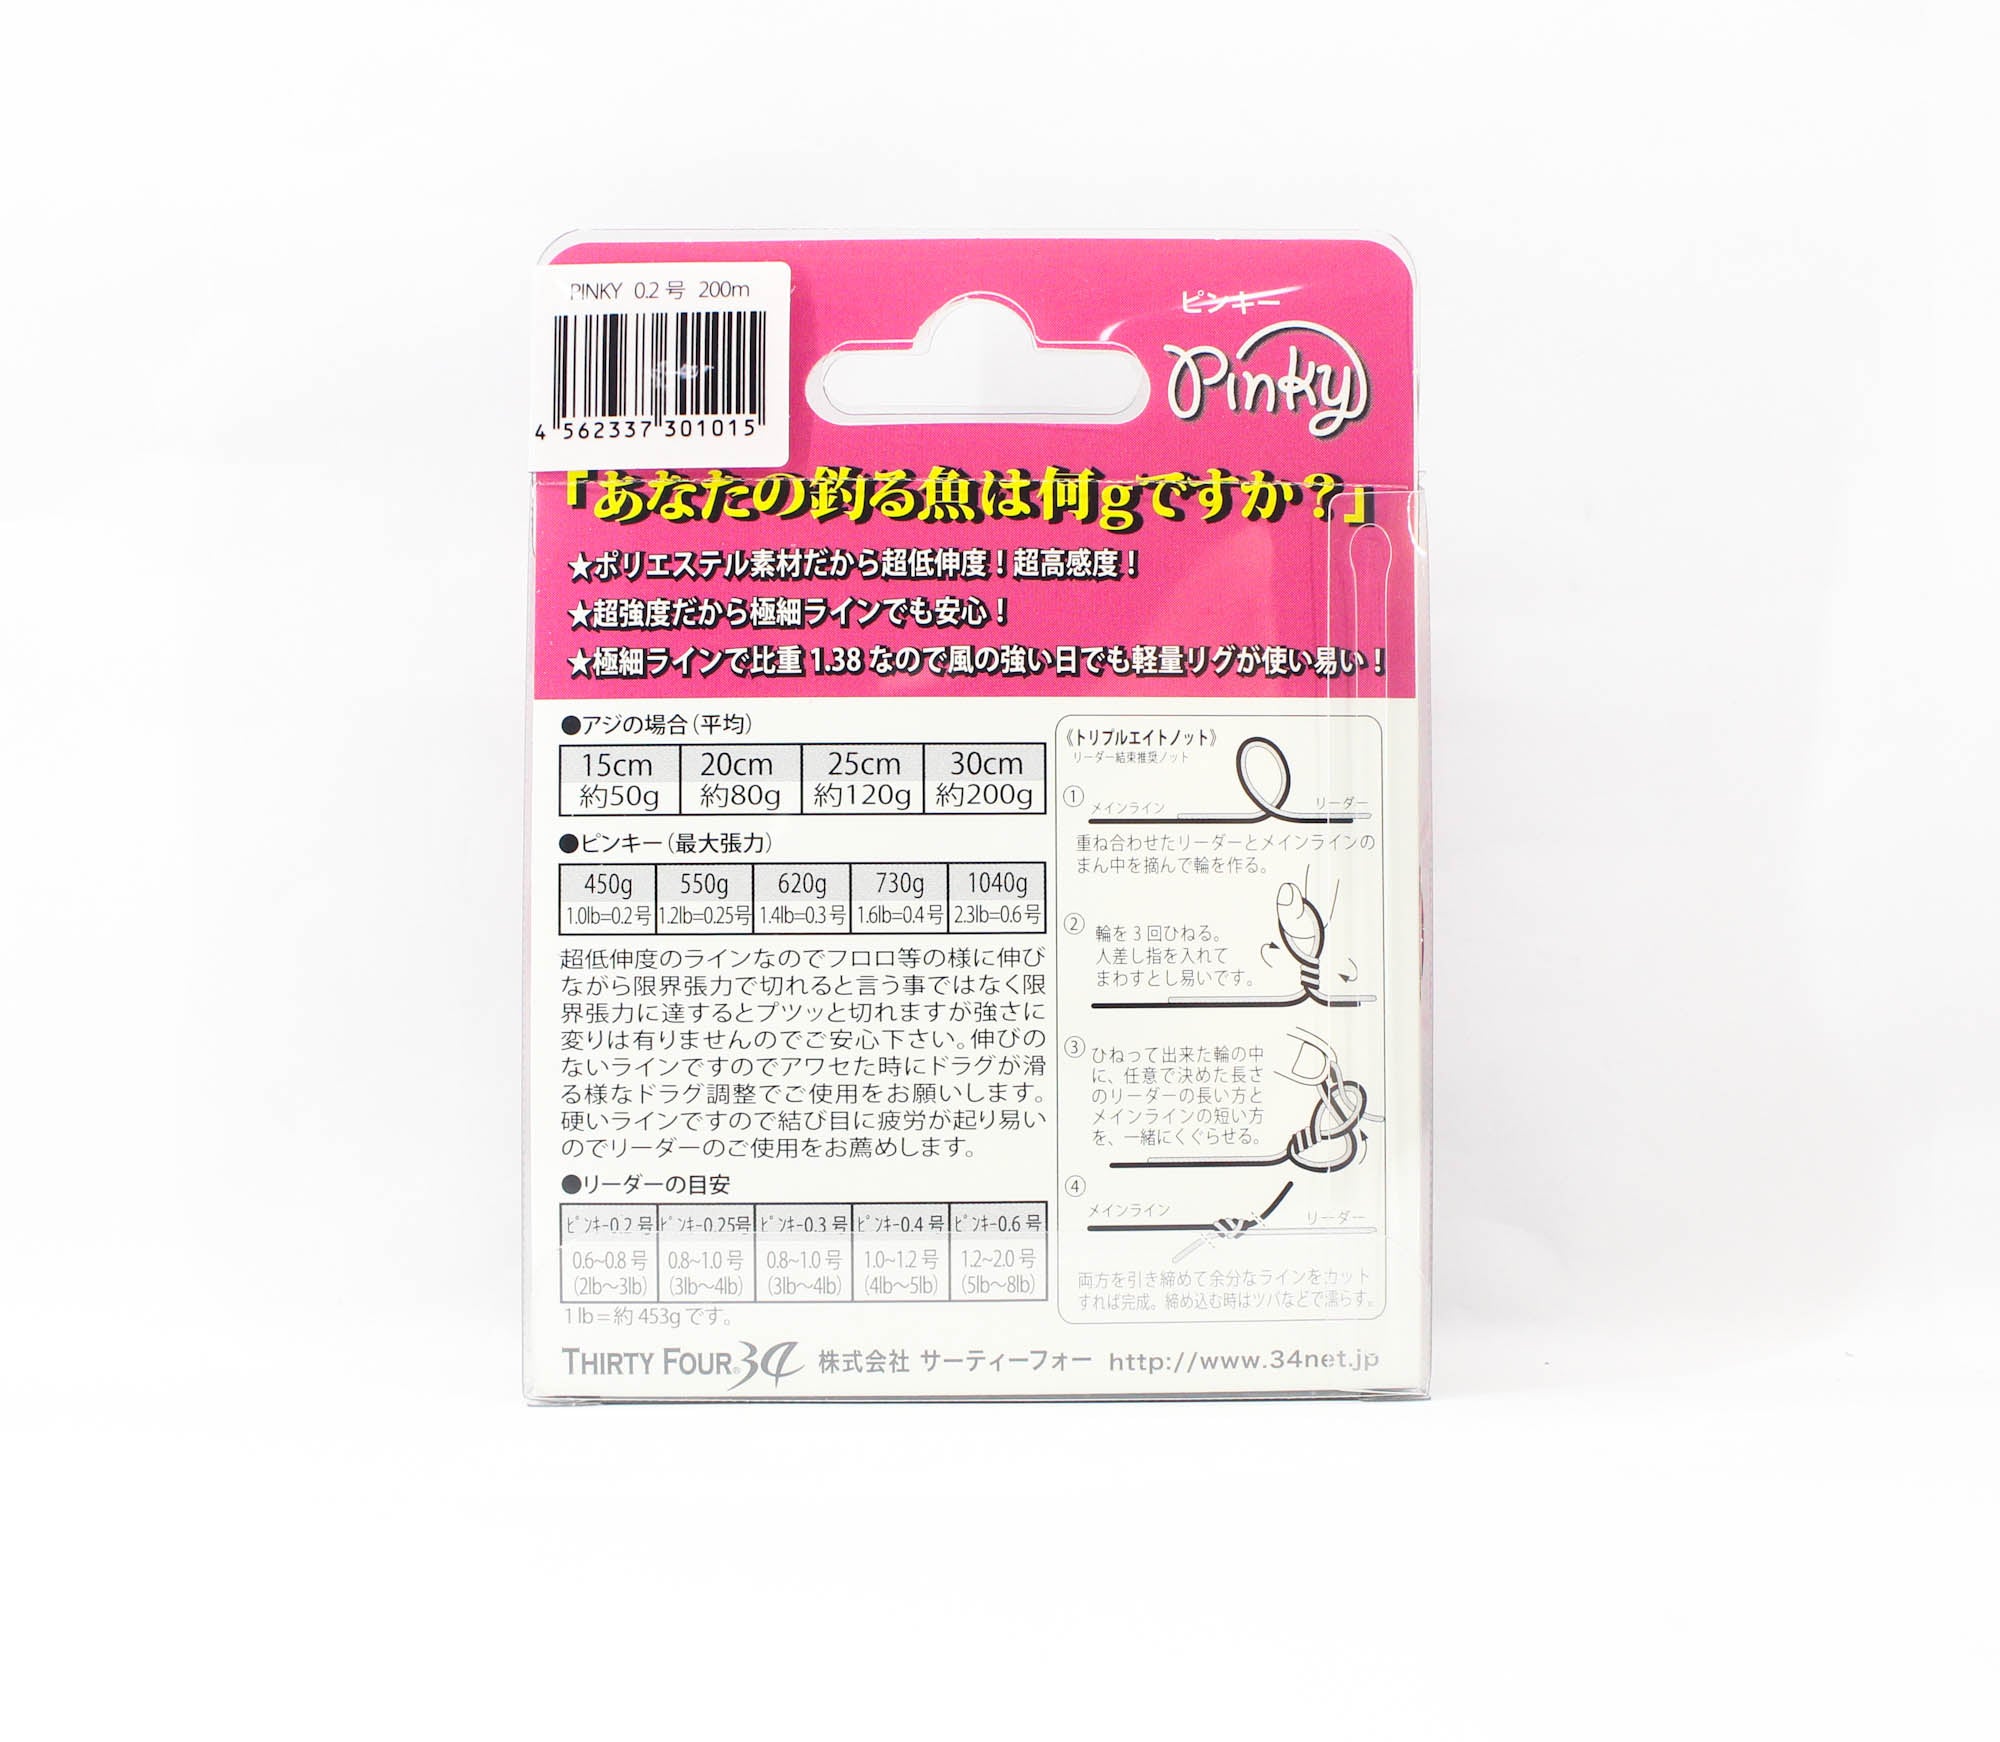 PINKY 0.2号 200m
4 562337 301015
ピンキー
Pinky
「あなたの釣る魚は何gですか？」
★ポリエステル素材だから超低伸度！超高感度！
★超強度だから極細ラインでも安心！
★極細ラインで比重1.38なので風の強い日でも軽量リグが使い易い！
●アジの場合（平均）
15cm 20cm 25cm 30cm
約50g 約80g 約120g 約200g
●ピンキー（最大張力）
450g 550g 620g 730g 1040g
1.0lb=0.2号 1.2lb=0.25号 1.4lb=0.3号 1.6lb=0.4号 2.3lb=0.6号
超低伸度のラインなのでフロロ等の様に伸び
ながら限界張力で切れると言う事ではなく限
界張力に達するとプツッと切れますが強さに
変りは有りませんのでご安心下さい。伸びの
ないラインですのでアワセた時にドラグが滑
る様なドラグ調整でご使用をお願いします。
硬いラインですので結び目に疲労が起り易い
のでリーダーのご使用をお薦めします。
●リーダーの目安
ﾋﾟﾝｷｰ0.2号 ﾋﾟﾝｷｰ0.25号 ﾋﾟﾝｷｰ0.3号 ﾋﾟﾝｷｰ0.4号 ﾋﾟﾝｷｰ0.6号
0.6~0.8号 0.8~1.0号 0.8~1.0号 1.0~1.2号 1.2~2.0号
(2lb～3lb) (3lb～4lb) (3lb～4lb) (4lb～5lb) (5lb～8lb)
1lb=約453gです。
《トリプルエイトノット》
リーダー結束推奨ノット
①
メインライン リーダー
重ね合わせたリーダーとメインラインの
まん中を摘んで輪を作る。
② 輪を3回ひねる。
人差し指を入れて
まわすとし易いです。
③ ひねって出来た輪の中
に、任意で決めた長さ
のリーダーの長い方と
メインラインの短い方
を、一緒にくぐらせる。
④
メインライン リーダー
両方を引き締めて余分なラインをカット
すれば完成。締め込む時はツバなどで濡らす。
THIRTY FOUR 34 株式会社 サーティーフォー http://www.34net.jp